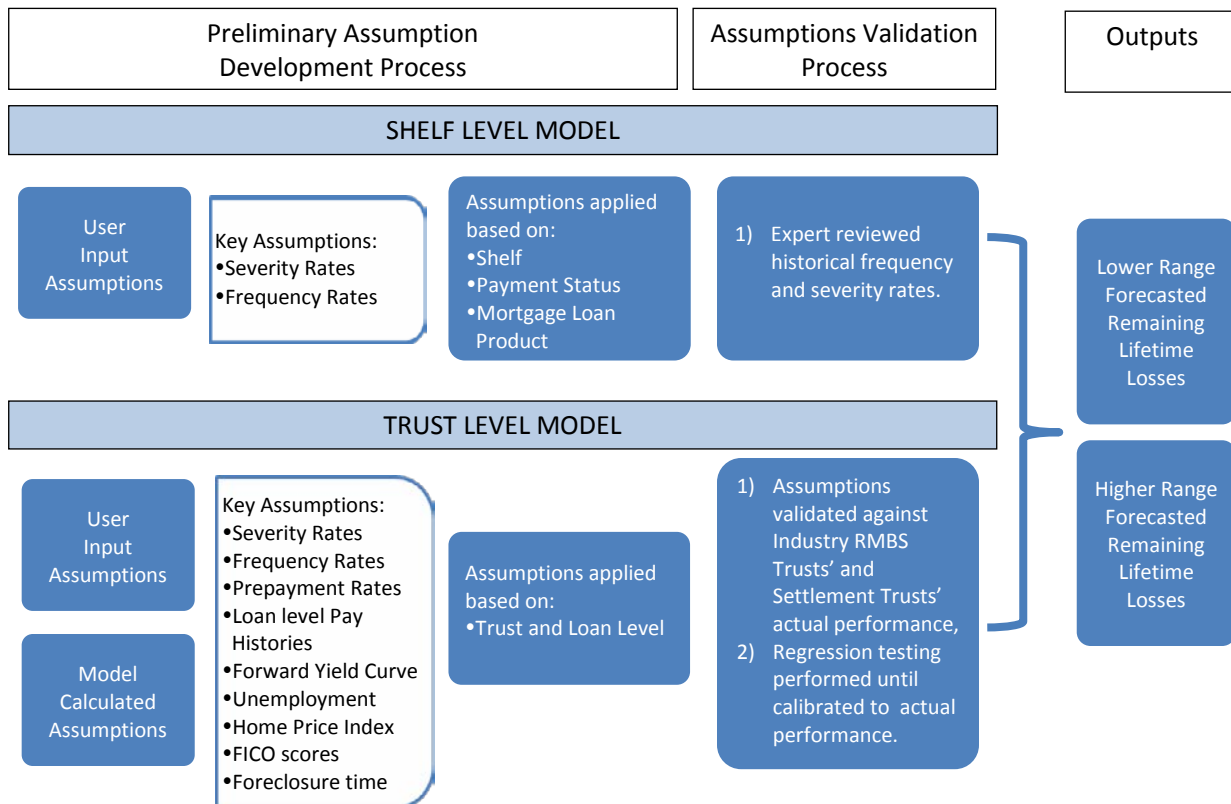 Preliminary Assumption
Development Process
Assumptions Validation
Process
Outputs
SHELF LEVEL MODEL
User
Input
Assumptions
Key Assumptions:
•Severity Rates
•Frequency Rates
Assumptions applied
based on:
•Shelf
•Payment Status
•Mortgage Loan
Product
1) Expert reviewed
historical frequency
and severity rates.
Lower Range
Forecasted
Remaining
Lifetime
Losses
TRUST LEVEL MODEL
User
Input
Assumptions
Model
Calculated
Assumptions
Key Assumptions:
•Severity Rates
•Frequency Rates
•Prepayment Rates
•Loan level Pay
Histories
•Forward Yield Curve
•Unemployment
•Home Price Index
•FICO scores
•Foreclosure time
Assumptions applied
based on:
•Trust and Loan Level
1) Assumptions
validated against
Industry RMBS
Trusts’ and
Settlement Trusts’
actual performance,
2) Regression testing
performed until
calibrated to actual
performance.
Higher Range
Forecasted
Remaining
Lifetime
Losses